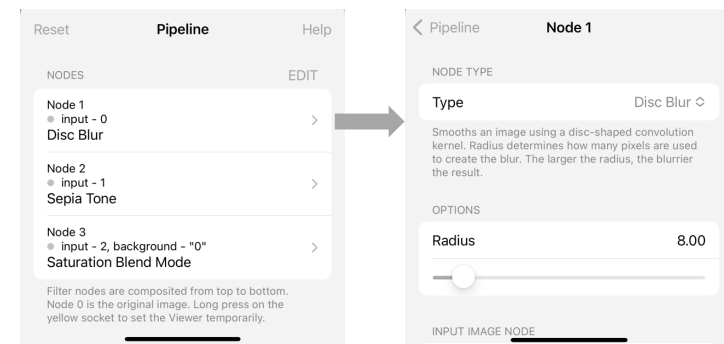 Reset Pipeline Help
NODES EDIT
Node 1
input - 0
Disc Blur
Node 2
input - 1
Sepia Tone
Node 3
input - 2, background - "0"
Saturation Blend Mode
Filter nodes are composited from top to bottom.
Node 0 is the original image. Long press on the
yellow socket to set the Viewer temporarily.
Pipeline Node 1
NODE TYPE
Type Disc Blur
Smooths an image using a disc-shaped convolution
kernel. Radius determines how many pixels are used
to create the blur. The larger the radius, the blurrier
the result.
OPTIONS
Radius 8.00
INPUT IMAGE NODE